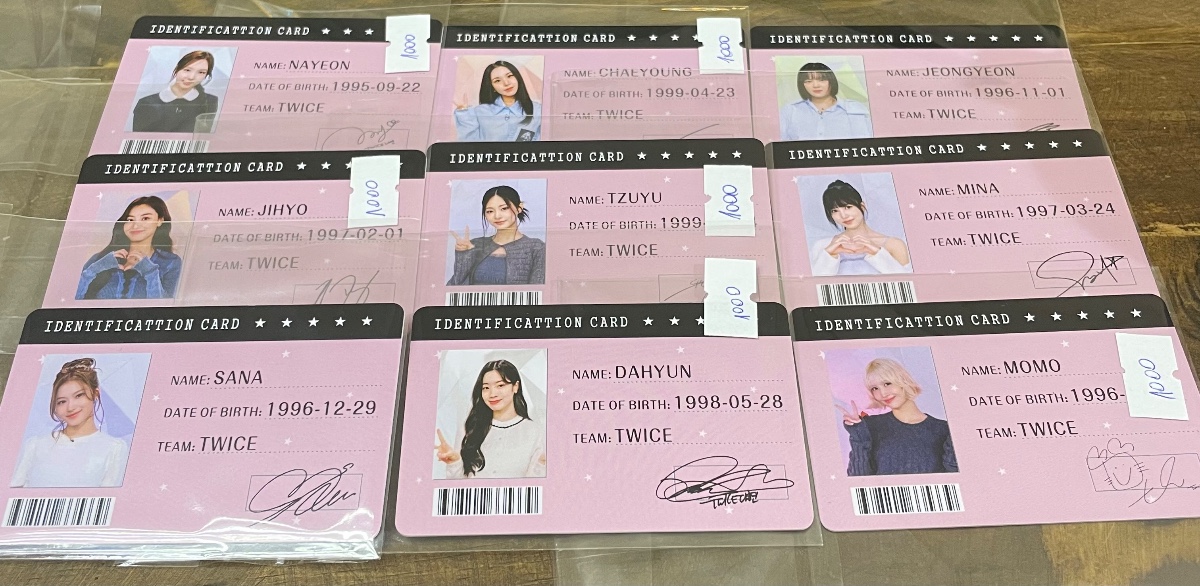 IDENTIFICATTION CARD ★ ★ ★
1000
NAME: NAYEON
DATE OF BIRTH: 1995-09-22
TEAM: TWICE
IDENTIFICATTION CARD ★ ★ ★
1000
NAME: CHAEYOUNG
DATE OF BIRTH: 1999-04-23
TEAM: TWICE
IDENTIFICATTION CARD ★ ★ ★ ★ ★
NAME: JEONGYEON
DATE OF BIRTH: 1996-11-01
TEAM: TWICE
IDENTIFICATTION CARD ★ ★ ★ ★ ★
1000
NAME: JIHYO
DATE OF BIRTH: 1997-02-01
TEAM: TWICE
IDENTIFICATTION CARD ★ ★ ★ ★ ★
1000
NAME: TZUYU
DATE OF BIRTH: 1999-
TEAM: TWICE
IDENTIFICATTION CARD ★ ★ ★ ★ ★
NAME: MINA
DATE OF BIRTH: 1997-03-24
TEAM: TWICE
IDENTIFICATTION CARD ★ ★ ★ ★ ★
NAME: SANA
DATE OF BIRTH: 1996-12-29
TEAM: TWICE
IDENTIFICATTION CARD ★ ★ ★
1000
NAME: DAHYUN
DATE OF BIRTH: 1998-05-28
TEAM: TWICE
IDENTIFICATTION CARD ★ ★ ★ ★ ★
1000
NAME: MOMO
DATE OF BIRTH: 1996-
TEAM: TWICE